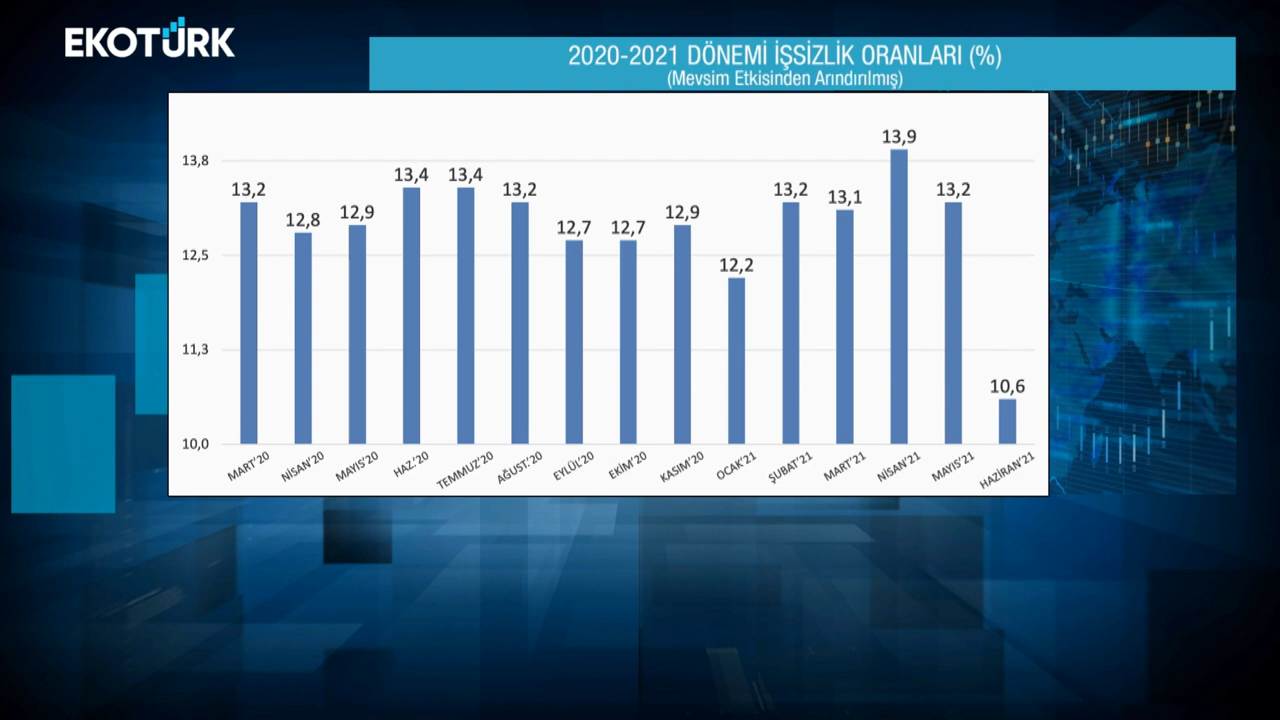 EKOTÜRK
2020-2021 DÖNEMİ İŞSİZLİK ORANLARI (%)
(Mevsim Etkisinden Arındırılmış)
13,8
12,5
11,3
10,0
13,2
12,8
12,9
13,4
13,4
13,2
12,7
12,7
12,9
12,2
13,2
13,1
13,9
13,2
10,6
MART'20
NİSAN'20
MAYIS'20
HAZ.'20
TEMMUZ'20
AĞUST.'20
EYLÜL'20
EKİM'20
KASIM'20
OCAK'21
ŞUBAT'21
MART'21
NİSAN'21
MAYIS'21
HAZİRAN'21